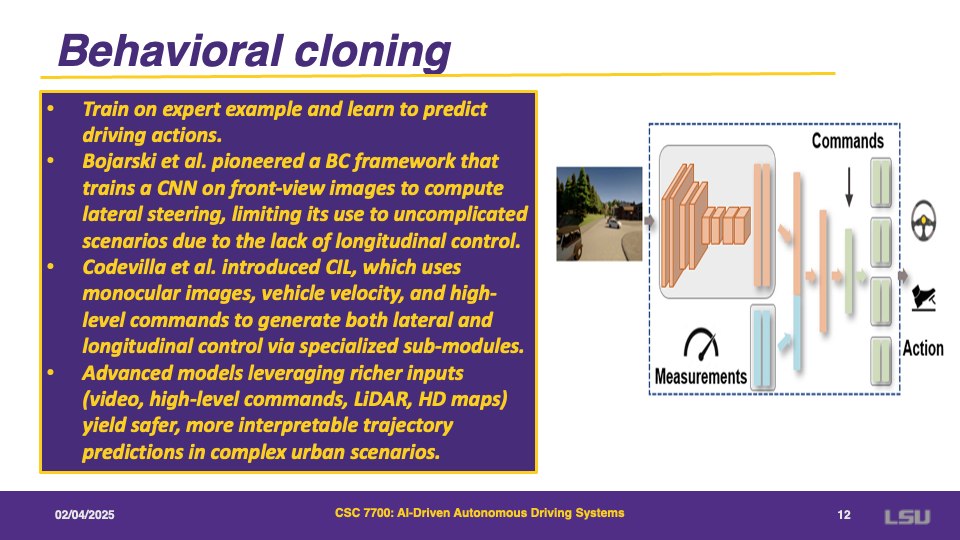 Behavioral cloning
• Train on expert example and learn to predict
driving actions.
• Bojarski et al. pioneered a BC framework that
trains a CNN on front-view images to compute
lateral steering, limiting its use to uncomplicated
scenarios due to the lack of longitudinal control.
• Codevilla et al. introduced CIL, which uses
monocular images, vehicle velocity, and high-
level commands to generate both lateral and
longitudinal control via specialized sub-modules.
• Advanced models leveraging richer inputs
(video, high-level commands, LiDAR, HD maps)
yield safer, more interpretable trajectory
predictions in complex urban scenarios.
Commands
Measurements
Action
02/04/2025
CSC 7700: AI-Driven Autonomous Driving Systems
12
LSU